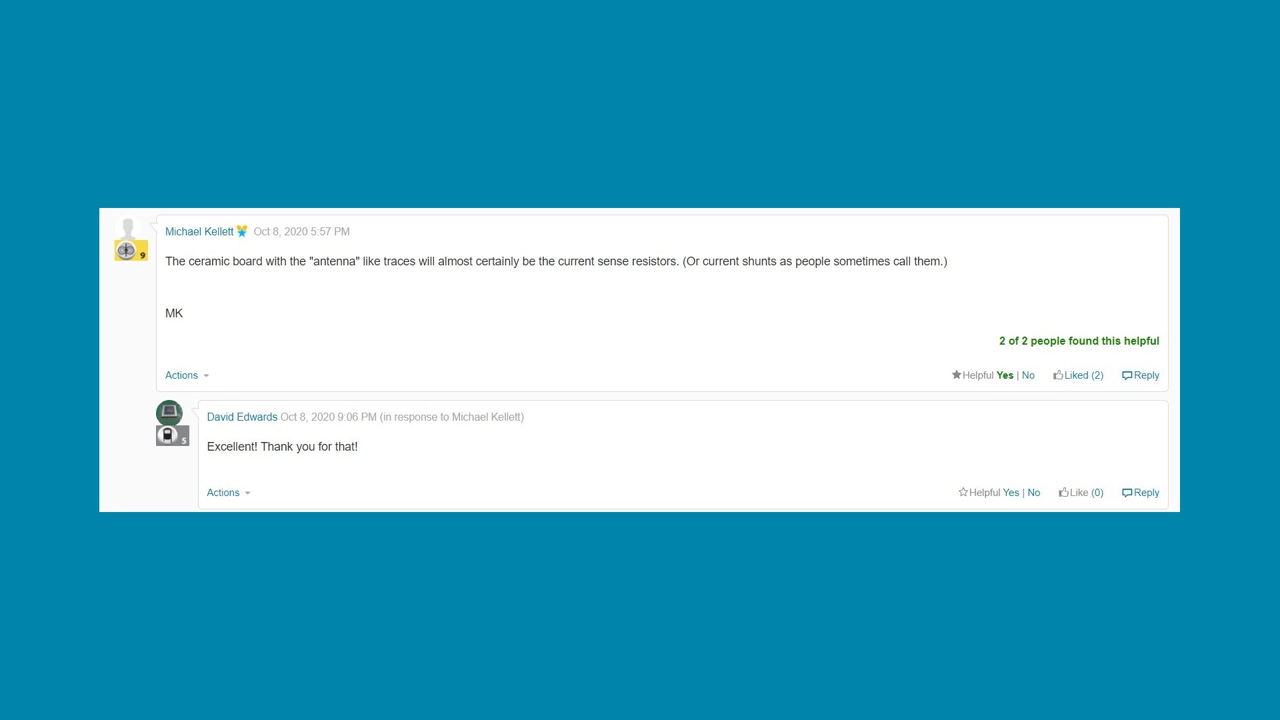 Michael Kellett Oct 8, 2020 5:57 PM
9
The ceramic board with the "antenna" like traces will almost certainly be the current sense resistors. (Or current shunts as people sometimes call them.)
MK
2 of 2 people found this helpful
Actions Helpful Yes | No Liked (2) Reply
David Edwards Oct 8, 2020 9:06 PM (in response to Michael Kellett)
5
Excellent! Thank you for that!
Actions Helpful Yes | No Like (0) Reply